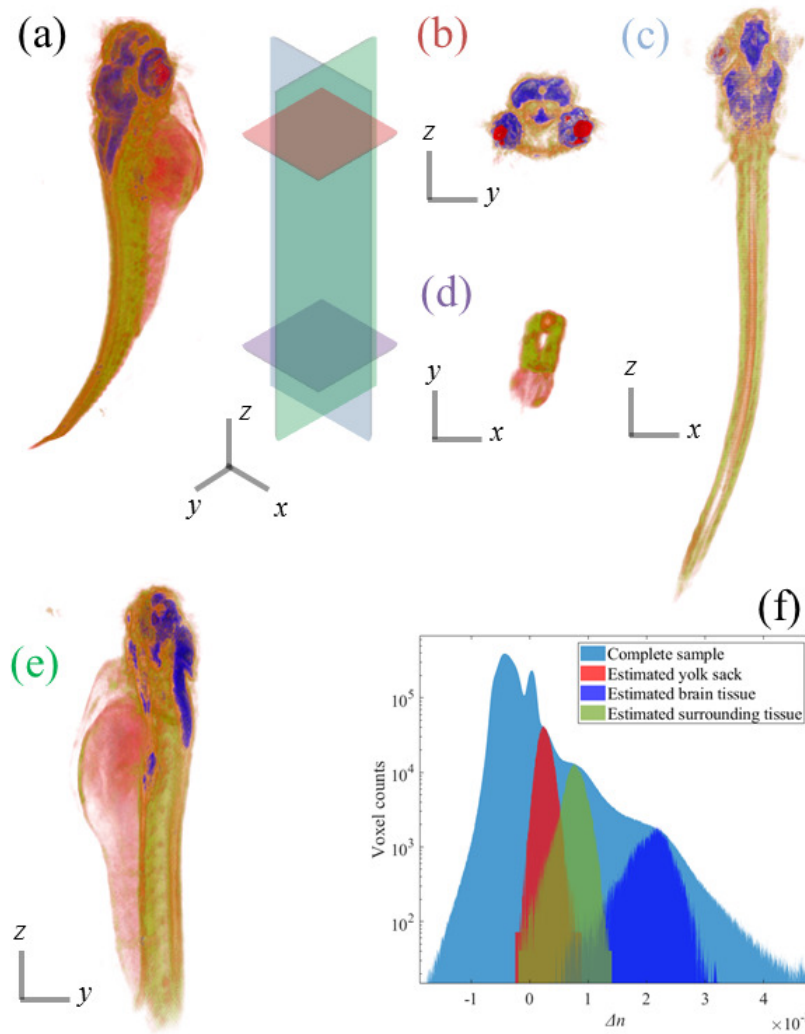 (a)
(b)
(c)
z
y
(d)
z
y
x
y
x
z
x
(e)
(f)
Complete sample
Estimated yolk sack
Estimated brain tissue
Estimated surrounding tissue
10^5
10^4
10^3
10^2
Voxel counts
-1 0 1 2 3 4
Δn
z
y